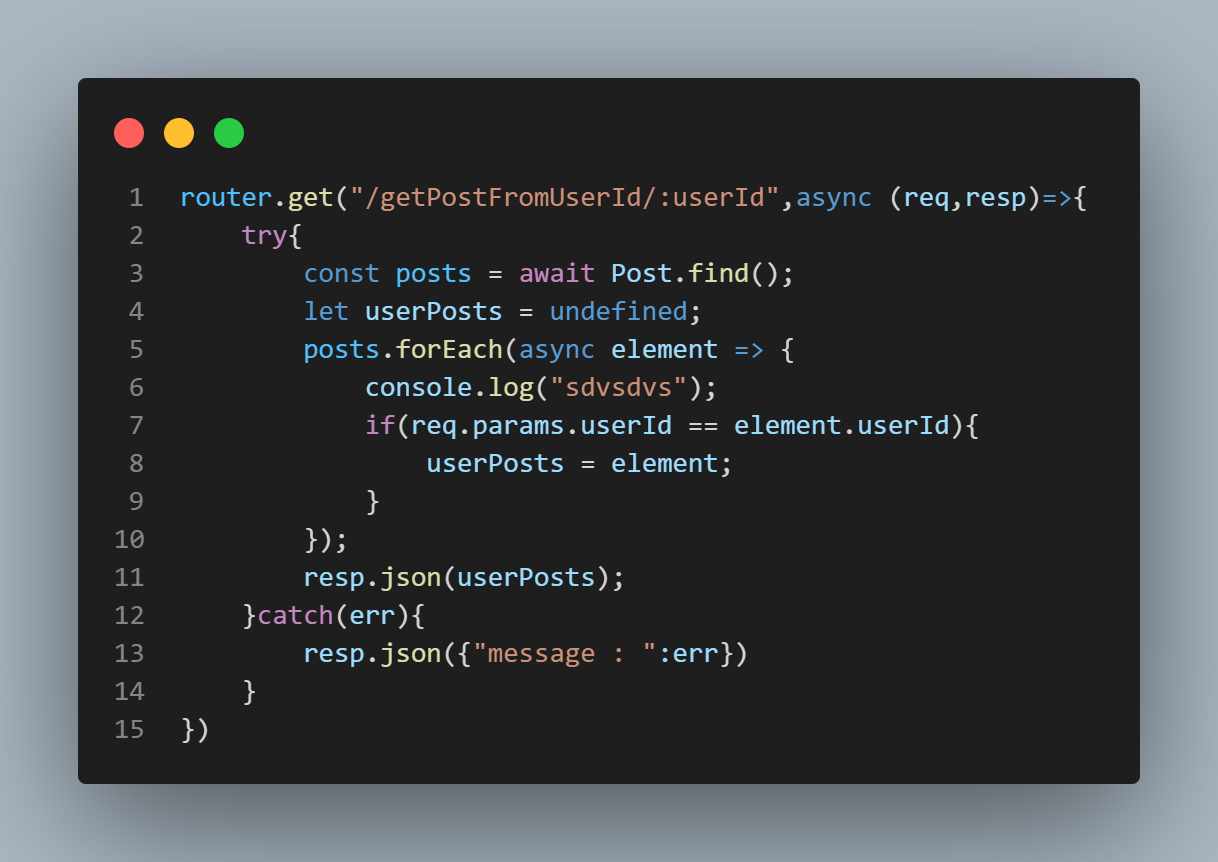 1 router.get("/getPostFromUserId/:userId",async (req,resp)=>{
2     try{
3         const posts = await Post.find();
4         let userPosts = undefined;
5         posts.forEach(async element => {
6             console.log("sdvsdvs");
7             if(req.params.userId == element.userId){
8                 userPosts = element;
9             }
10         });
11         resp.json(userPosts);
12     }catch(err){
13         resp.json({"message : ":err})
14     }
15 })